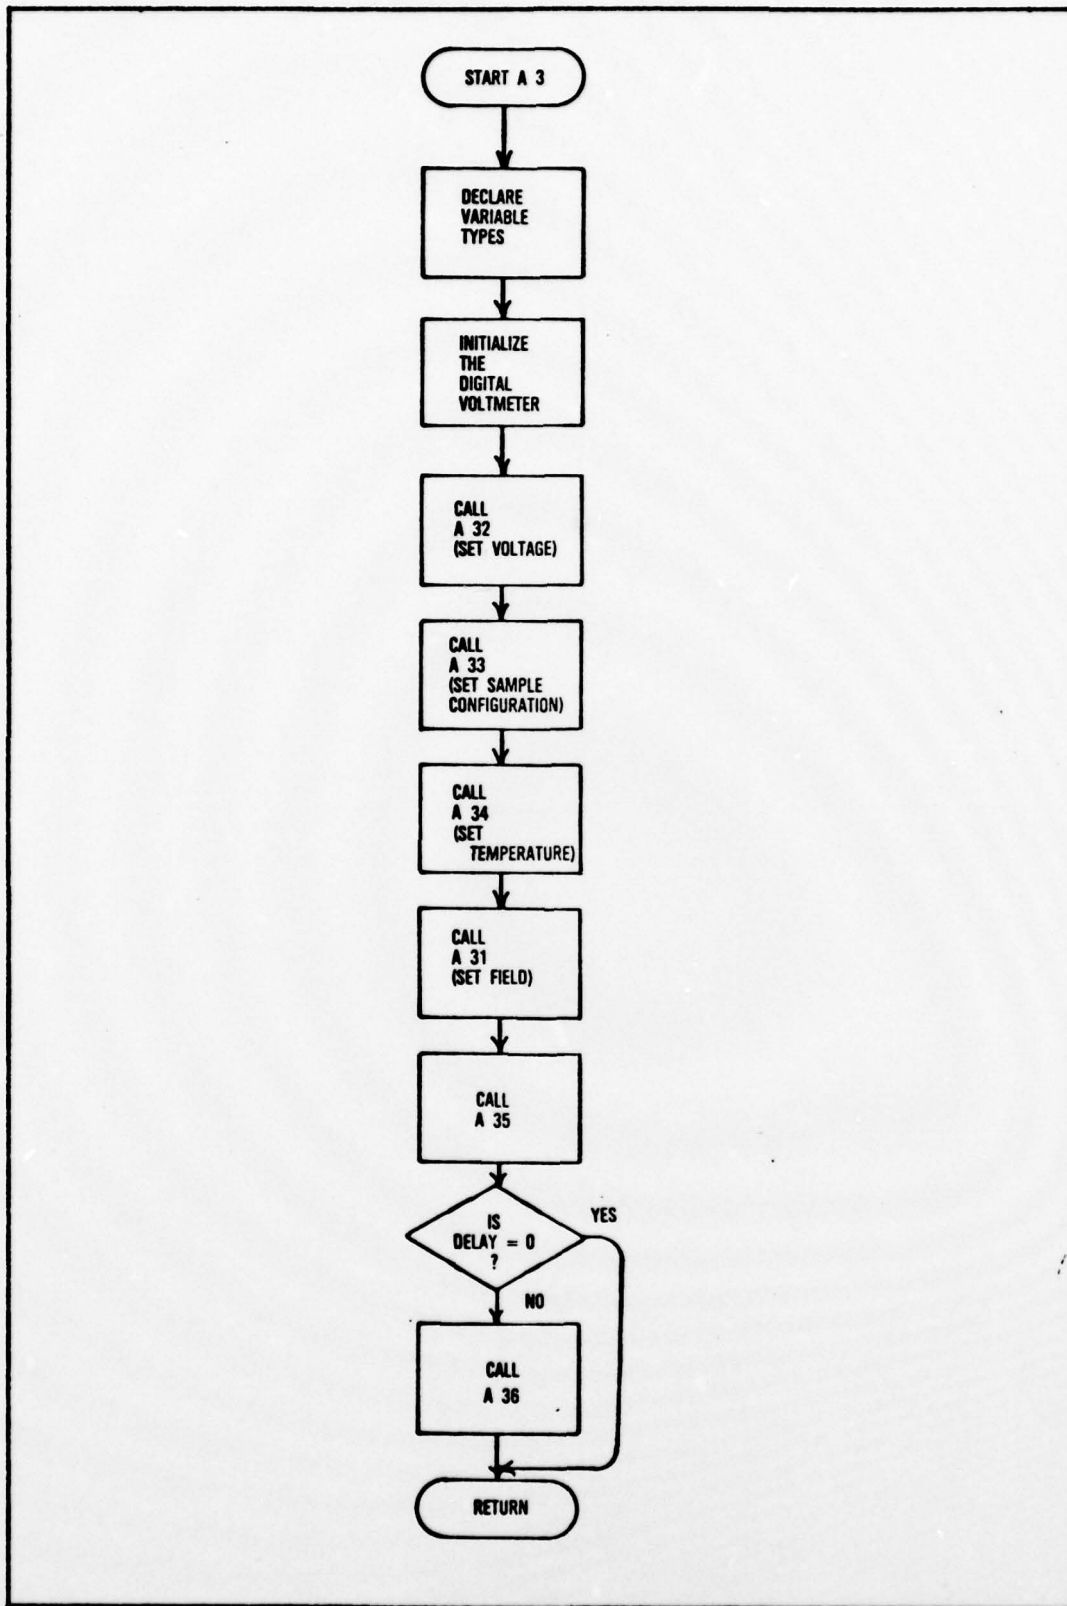 START A 3
DECLARE
VARIABLE
TYPES
INITIALIZE
THE
DIGITAL
VOLTMETER
CALL
A 32
(SET VOLTAGE)
CALL
A 33
(SET SAMPLE
CONFIGURATION)
CALL
A 34
(SET
TEMPERATURE)
CALL
A 31
(SET FIELD)
CALL
A 35
IS
DELAY = 0
?
YES
NO
CALL
A 36
RETURN